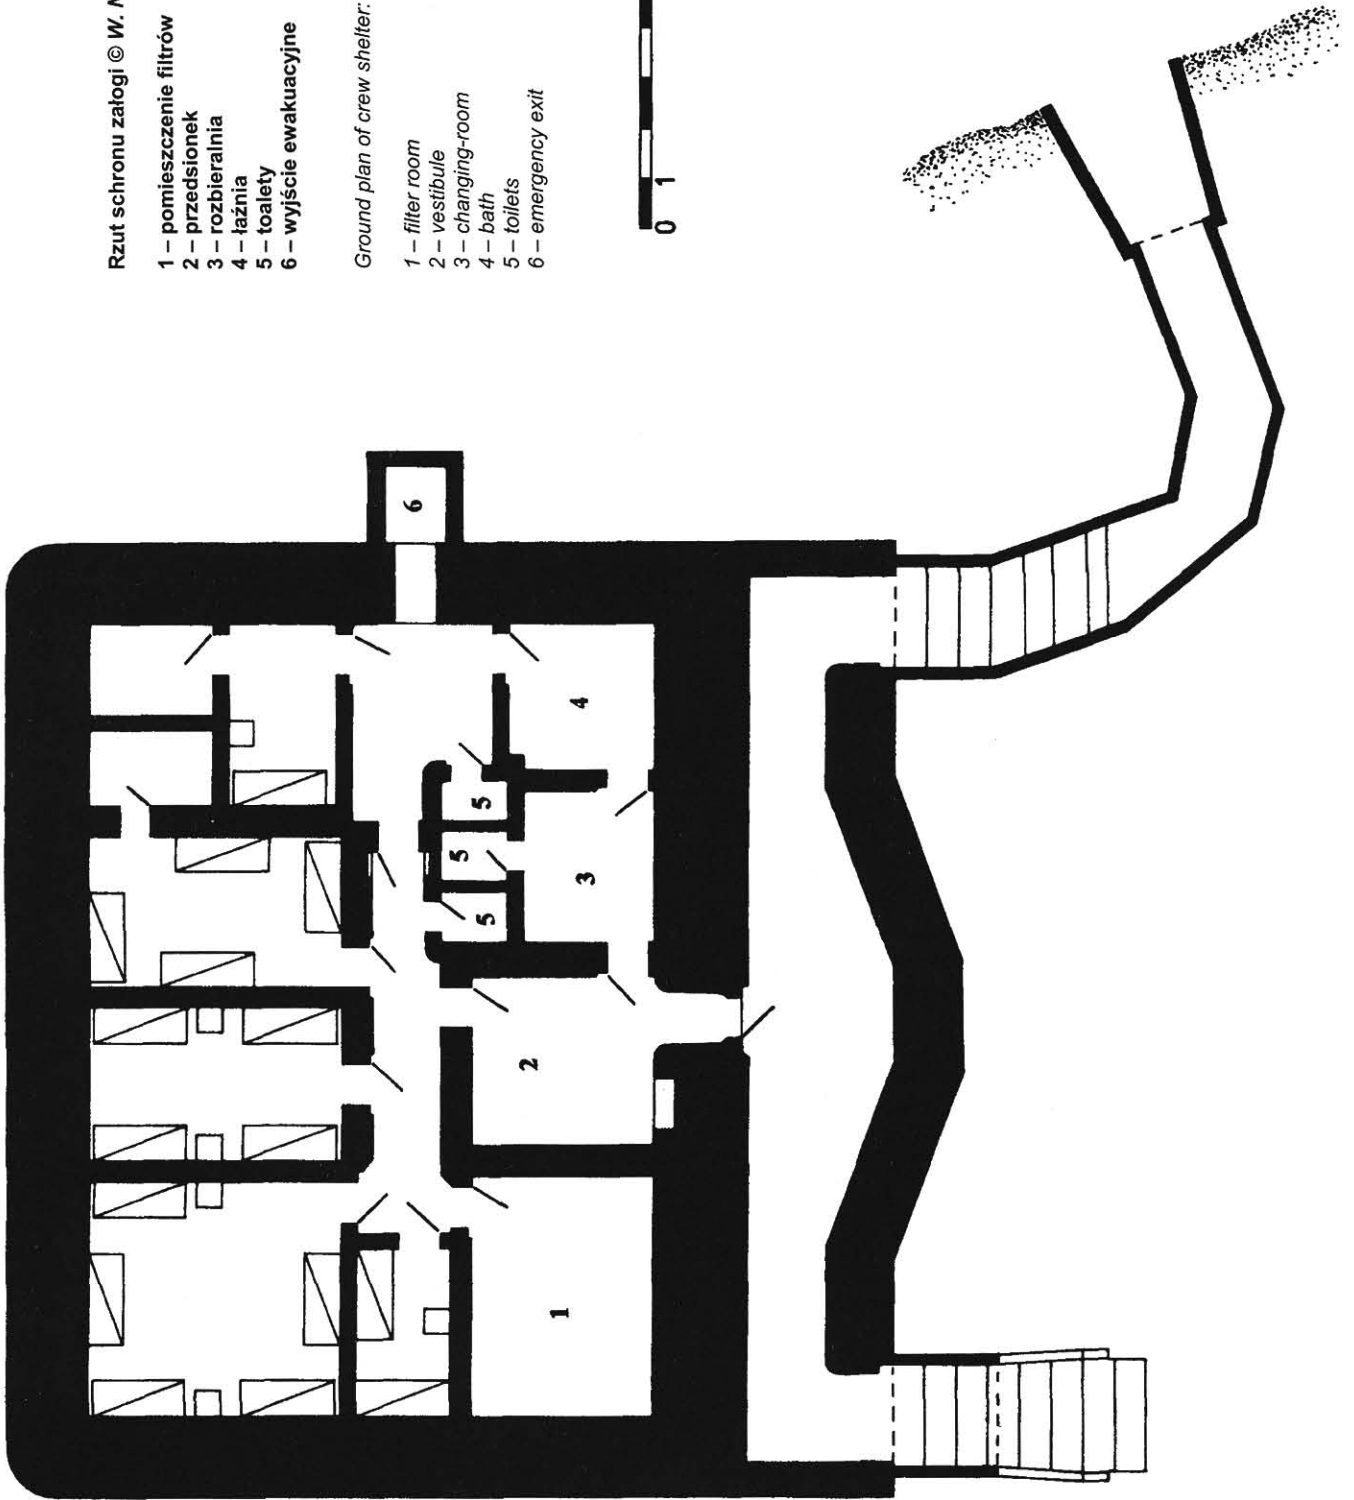 Rzut schronu załogi © W.
1 – pomieszczenie filtrów
2 – przedsionek
3 – rozbieralnia
4 – łaźnia
5 – toalety
6 – wyjście ewakuacyjne
Ground plan of crew shelter:
1 – filter room
2 – vestibule
3 – changing-room
4 – bath
5 – toilets
6 – emergency exit
0 1
6
4
5
5
5
3
2
1